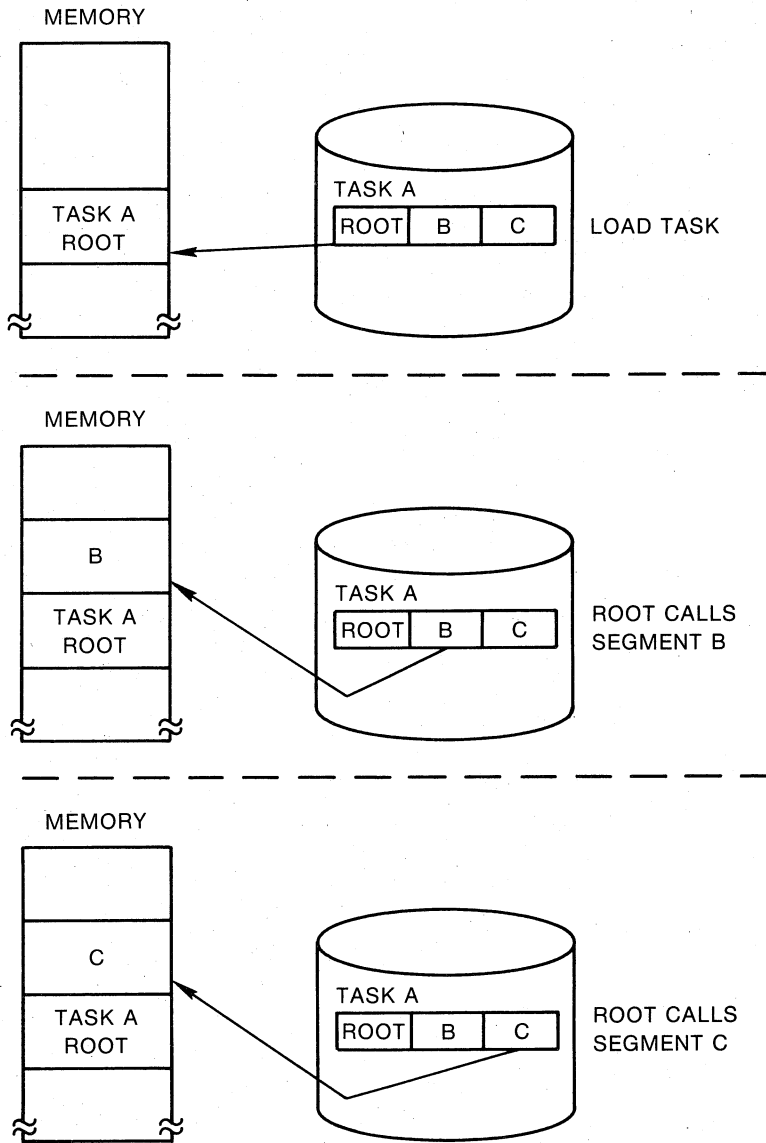 MEMORY
TASK A
ROOT
TASK A
ROOT B C
LOAD TASK
MEMORY
B
TASK A
ROOT
TASK A
ROOT B C
ROOT CALLS
SEGMENT B
MEMORY
C
TASK A
ROOT
TASK A
ROOT B C
ROOT CALLS
SEGMENT C